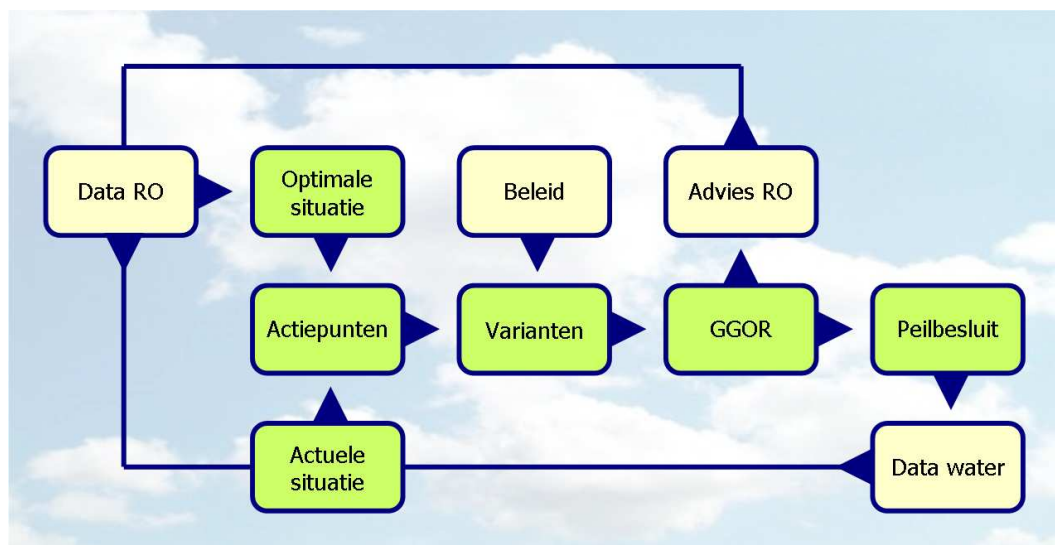 Data RO
Optimale
situatie
Beleid
Advies RO
Actiepunten
Varianten
GGOR
Peilbesluit
Actuele
situatie
Data water